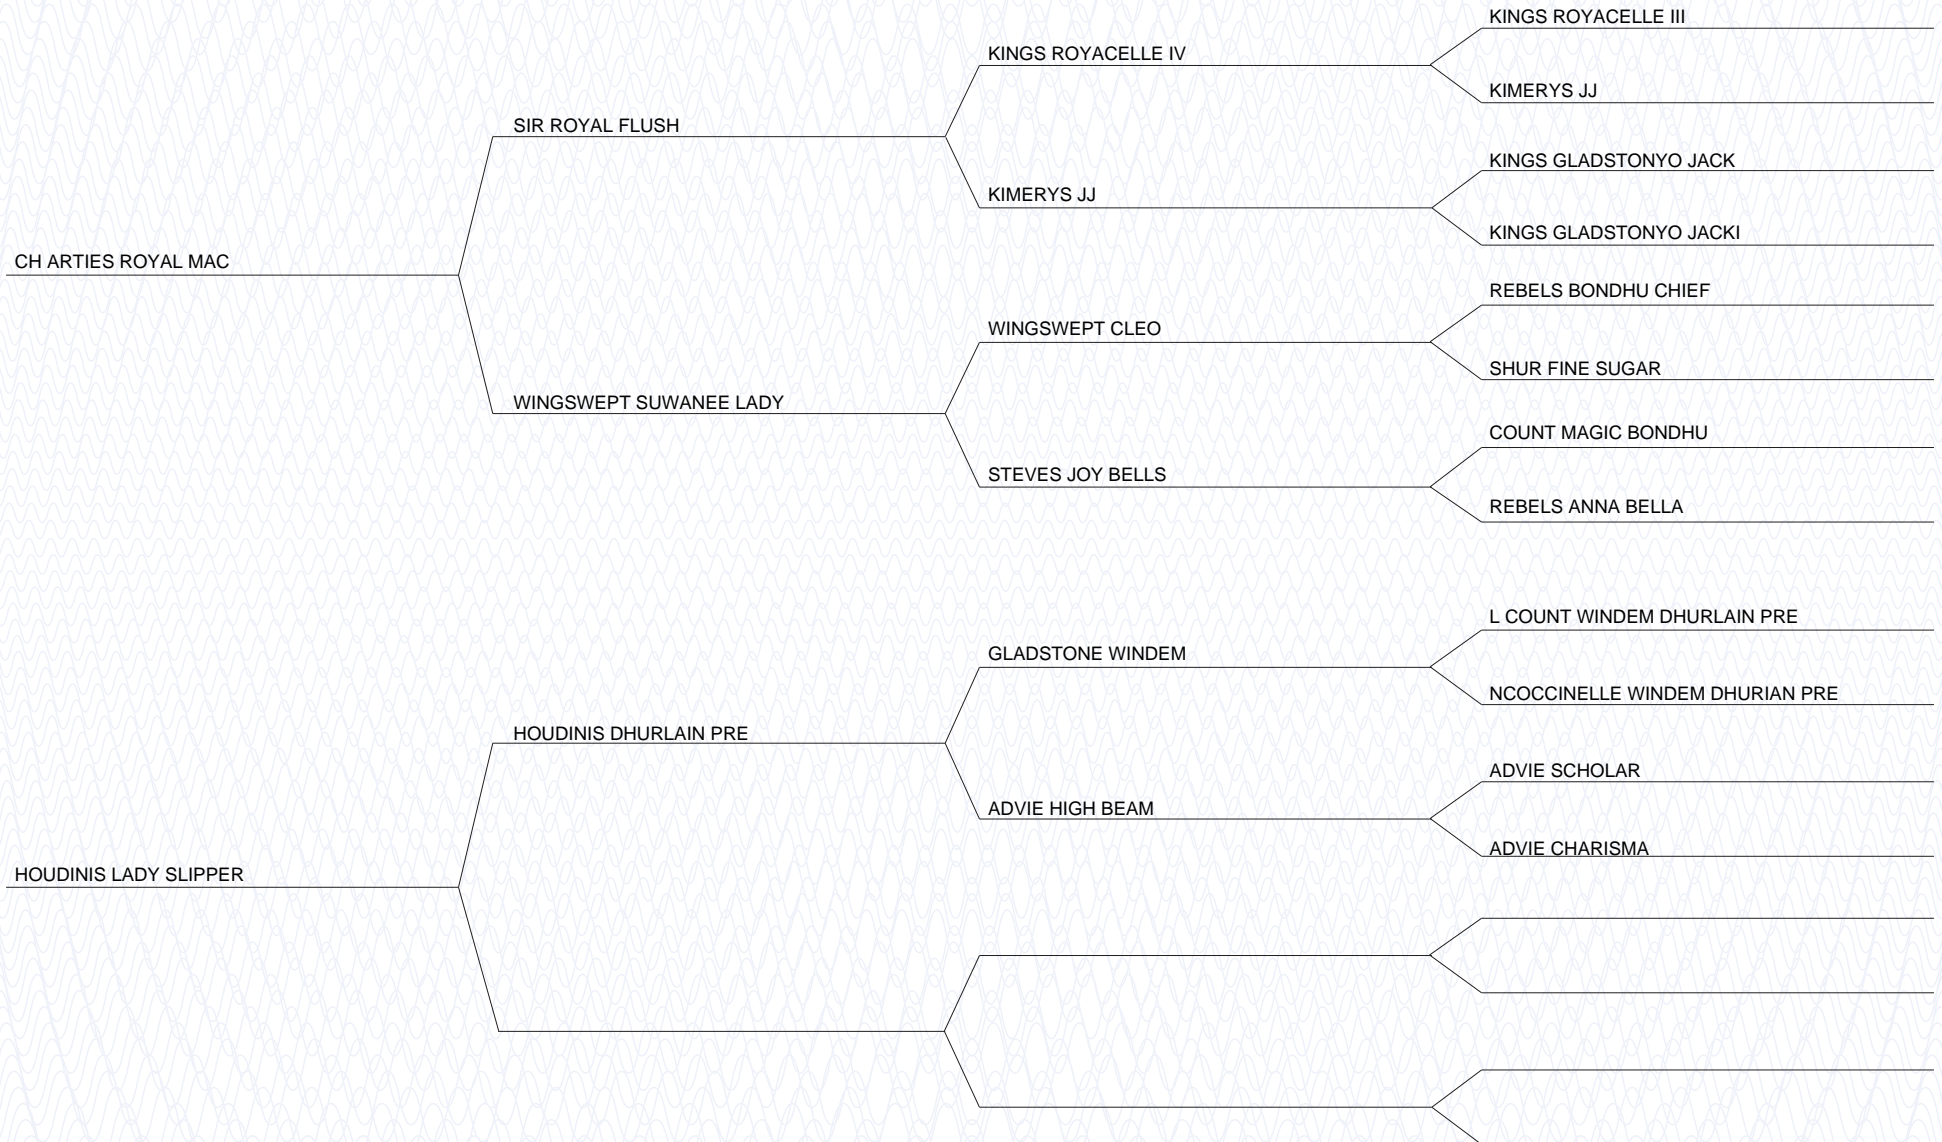 KINGS ROYACELLE III
KINGS ROYACELLE IV
KIMERYS JJ
SIR ROYAL FLUSH
KINGS GLADSTONYO JACK
KIMERYS JJ
KINGS GLADSTONYO JACKI
CH ARTIES ROYAL MAC
REBELS BONDHU CHIEF
WINGSWEPT CLEO
SHUR FINE SUGAR
WINGSWEPT SUWANEE LADY
COUNT MAGIC BONDHU
STEVES JOY BELLS
REBELS ANNA BELLA
L COUNT WINDEM DHURLAIN PRE
GLADSTONE WINDEM
NCOCCINELLE WINDEM DHURIAN PRE
HOUDINIS DHURLAIN PRE
ADVIE SCHOLAR
ADVIE HIGH BEAM
ADVIE CHARISMA
HOUDINIS LADY SLIPPER